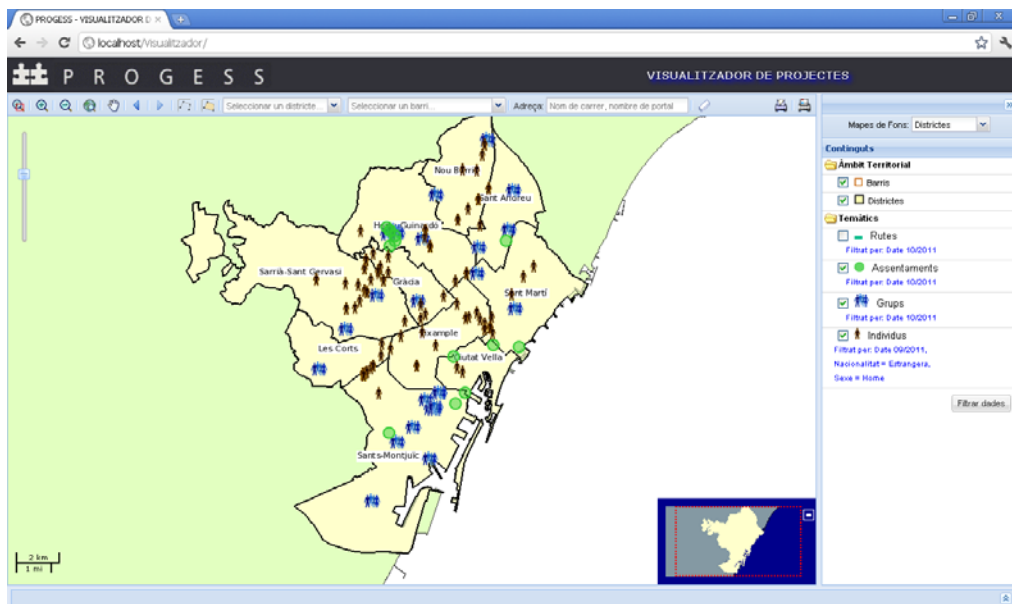 PROGESS - VISUALITZADOR D
localhost/Visualitzador/
PROGESS
VISUALITZADOR DE PROJECTES
Seleccionar un districte...
Seleccionar un barri...
Adreça:
Nom de carrer, nombre de portal
Mapes de Fons:
Districtes
Continguts
Àmbit Territorial
Barris
Districtes
Temàtics
Rutes
Filtrat per: Date 10/2011
Assentaments
Filtrat per: Date 10/2011
Grups
Filtrat per: Date 10/2011
Individus
Filtrat per: Date 09/2011,
Nacionalitat = Estrangera,
Sexe = Home
Filtrar dades
Nou Barris
Sant Andreu
Horta-Guinardó
Sarrià-Sant Gervasi
Gràcia
Sant Martí
Eixample
Les Corts
Ciutat Vella
Sants-Montjuïc
2 km
1 mi